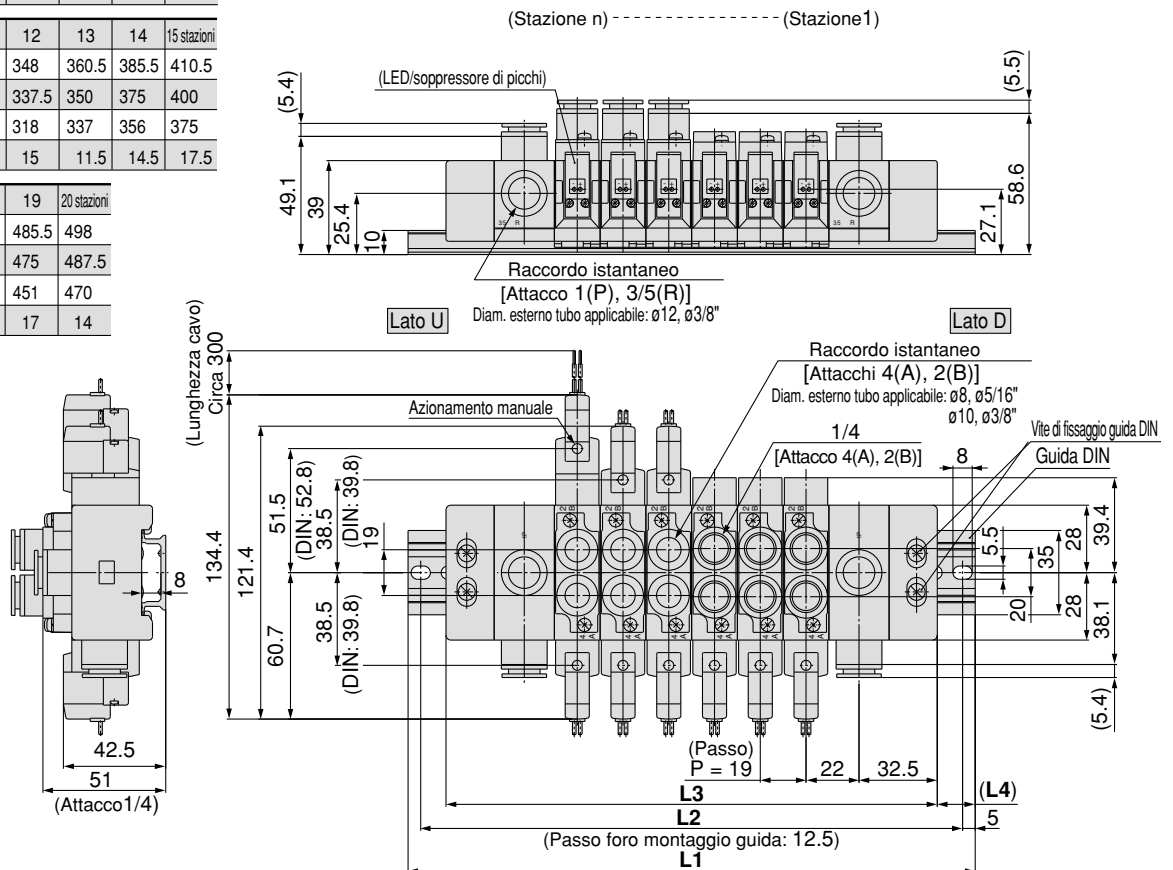 12 13 14 15 stazioni
348 360.5 385.5 410.5
337.5 350 375 400
318 337 356 375
15 11.5 14.5 17.5
19 20 stazioni
485.5 498
475 487.5
451 470
17 14
(Stazione n) (Stazione1)
(LED/soppressore di picchi)
(5.4)
(5.5)
49.1
39
25.4
10
58.6
27.1
3/5 R
3/5 R
Raccordo istantaneo
[Attacco 1(P), 3/5(R)]
Diam. esterno tubo applicabile: ø12, ø3/8"
Lato U
Lato D
(Lunghezza cavo)
Circa 300
Raccordo istantaneo
[Attacchi 4(A), 2(B)]
Diam. esterno tubo applicabile: ø8, ø5/16"
ø10, ø3/8"
Azionamento manuale
1/4
[Attacco 4(A), 2(B)]
Vite di fissaggio guida DIN
Guida DIN
8
134.4
121.4
51.5
(DIN: 52.8)
38.5
(DIN: 39.8)
19
60.7
38.5
(DIN: 39.8)
5.5
35
28
39.4
20
28
38.1
(5.4)
8
42.5
51
(Attacco1/4)
(Passo)
P = 19
22
32.5
L3
(L4)
L2
5
(Passo foro montaggio guida: 12.5)
L1